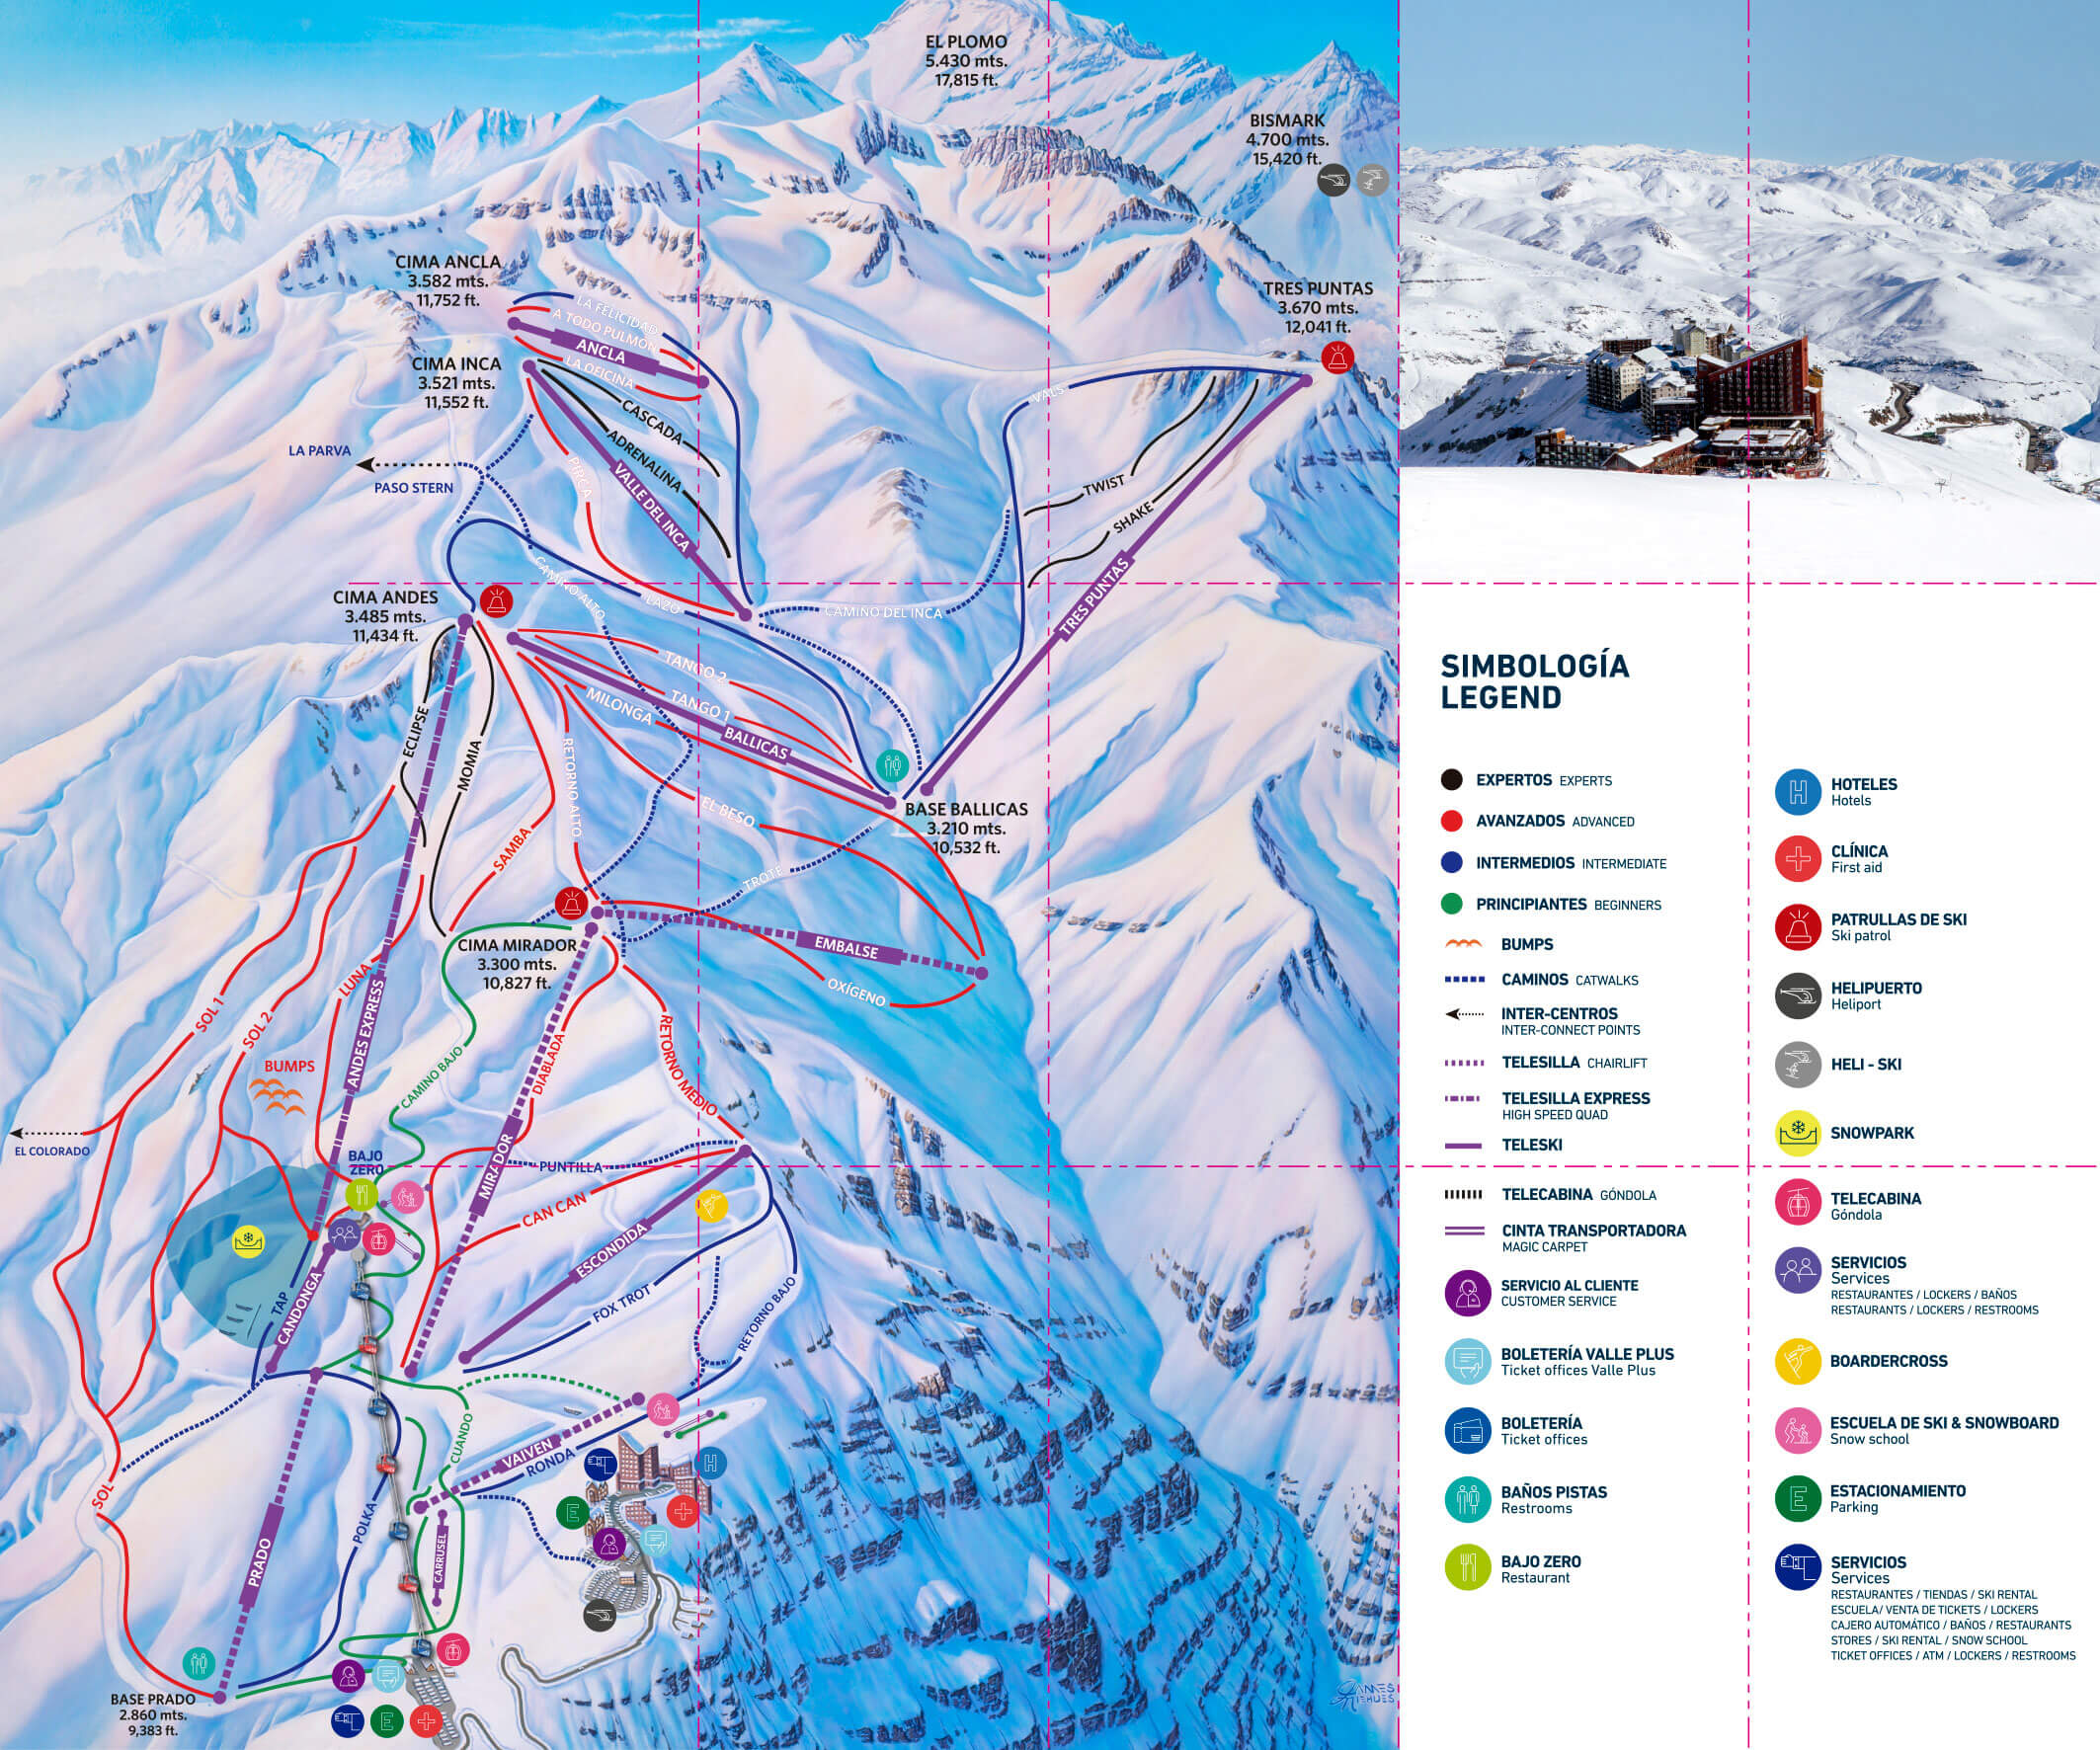 EL PLOMO
5.430 mts.
17,815 ft.
BISMARK
4.700 mts.
15,420 ft.
CIMA ANCLA
3.582 mts.
11,752 ft.
TRES PUNTAS
3.670 mts.
12,041 ft.
LA FELICIDAD
A TODO PULMÓN
ANCLA
LA OFICINA
CIMA INCA
3.521 mts.
11,552 ft.
CASCADA
ADRENALINA
VALLE DEL INCA
PIRCA
VALS
TWIST
SHAKE
TRES PUNTAS
LA PARVA
PASO STERN
CAMINO ALTO
LAZO
CAMINO DEL INCA
CIMA ANDES
3.485 mts.
11,434 ft.
TANGO 2
TANGO 1
MILONGA
BALLICAS
ECLIPSE
MOMIA
RETORNO ALTO
SAMBA
EL BESO
BASE BALLICAS
3.210 mts.
10,532 ft.
TROTE
CIMA MIRADOR
3.300 mts.
10,827 ft.
EMBALSE
OXÍGENO
SOL 1
SOL 2
LUNA
ANDES EXPRESS
BUMPS
CAMINO BAJO
DIABLADA
RETORNO MEDIO
EL COLORADO
BAJO
ZERO
MIRADOR
PUNTILLA
CAN CAN
ESCONDIDA
FOX TROT
RETORNO BAJO
TAP
CANDONGA
CUANDO
VAIVEN
RONDA
SOL
PRADO
POLKA
CARRUSEL
H
E
BASE PRADO
2.860 mts.
9,383 ft.
E
JAMES
NIEHUES
SIMBOLOGÍA
LEGEND
EXPERTOS EXPERTS
AVANZADOS ADVANCED
INTERMEDIOS INTERMEDIATE
PRINCIPIANTES BEGINNERS
BUMPS
CAMINOS CATWALKS
INTER-CENTROS
INTER-CONNECT POINTS
TELESILLA CHAIRLIFT
TELESILLA EXPRESS
HIGH SPEED QUAD
TELESKI
TELECABINA GÓNDOLA
CINTA TRANSPORTADORA
MAGIC CARPET
SERVICIO AL CLIENTE
CUSTOMER SERVICE
BOLETERÍA VALLE PLUS
Ticket offices Valle Plus
BOLETERÍA
Ticket offices
BAÑOS PISTAS
Restrooms
BAJO ZERO
Restaurant
H
HOTELES
Hotels
CLÍNICA
First aid
PATRULLAS DE SKI
Ski patrol
HELIPUERTO
Heliport
HELI - SKI
SNOWPARK
TELECABINA
Góndola
SERVICIOS
Services
RESTAURANTES / LOCKERS / BAÑOS
RESTAURANTS / LOCKERS / RESTROOMS
BOARDERCROSS
ESCUELA DE SKI & SNOWBOARD
Snow school
E
ESTACIONAMIENTO
Parking
SERVICIOS
Services
RESTAURANTES / TIENDAS / SKI RENTAL
ESCUELA/ VENTA DE TICKETS / LOCKERS
CAJERO AUTOMÁTICO / BAÑOS / RESTAURANTS
STORES / SKI RENTAL / SNOW SCHOOL
TICKET OFFICES / ATM / LOCKERS / RESTROOMS